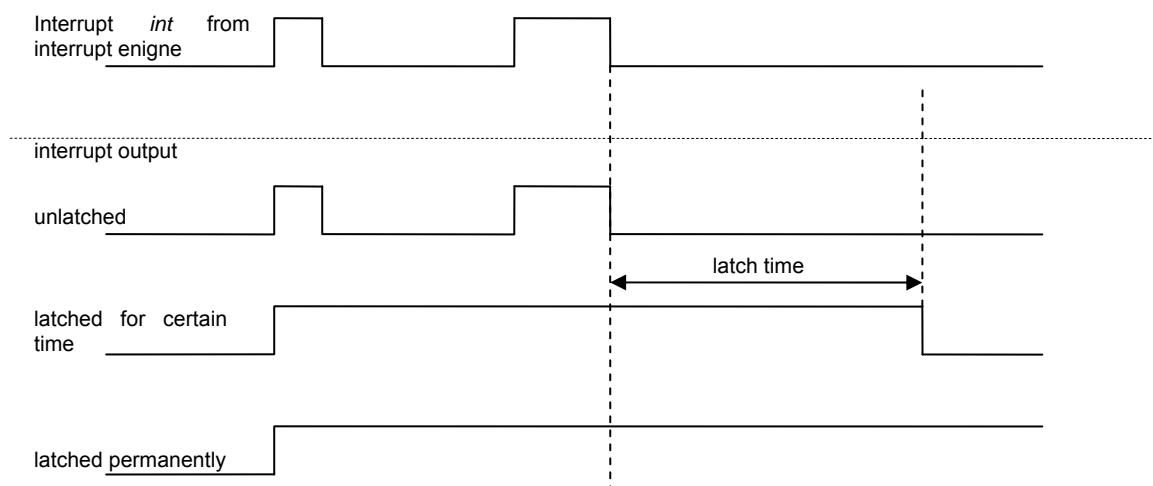 Interrupt int from
interrupt enigne
interrupt output
unlatched
latch time
latched for certain
time
latched permanently